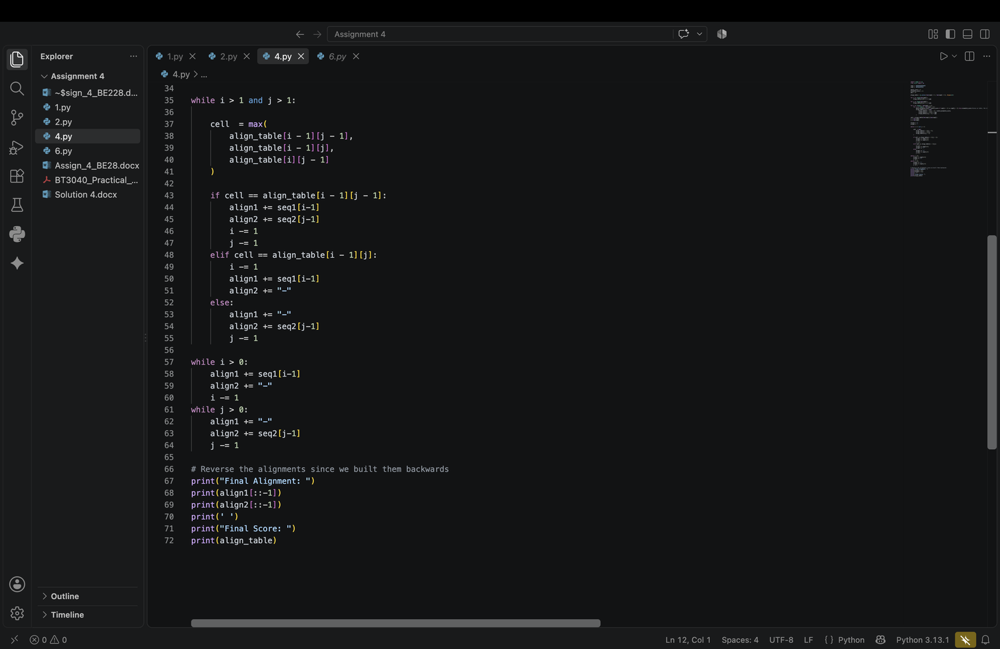 Assignment 4
Explorer
Assignment 4
~$sign_4_BE228.d...
1.py
2.py
4.py
6.py
Assign_4_BE28.docx
BT3040_Practical_...
Solution 4.docx
Outline
Timeline
1.py
2.py
4.py
6.py
4.py > ...
34
35 while i > 1 and j > 1:
36
37     cell  = max(
38         align_table[i - 1][j - 1],
39         align_table[i - 1][j],
40         align_table[i][j - 1]
41     )
42
43     if cell == align_table[i - 1][j - 1]:
44         align1 += seq1[i-1]
45         align2 += seq2[j-1]
46         i -= 1
47         j -= 1
48     elif cell == align_table[i - 1][j]:
49         i -= 1
50         align1 += seq1[i-1]
51         align2 += "-"
52     else:
53         align1 += "-"
54         align2 += seq2[j-1]
55         j -= 1
56
57 while i > 0:
58     align1 += seq1[i-1]
59     align2 += "-"
60     i -= 1
61 while j > 0:
62     align1 += "-"
63     align2 += seq2[j-1]
64     j -= 1
65
66 # Reverse the alignments since we built them backwards
67 print("Final Alignment: ")
68 print(align1[::-1])
69 print(align2[::-1])
70 print(' ')
71 print("Final Score: ")
72 print(align_table)
0 0
Ln 12, Col 1 Spaces: 4 UTF-8 LF {} Python Python 3.13.1